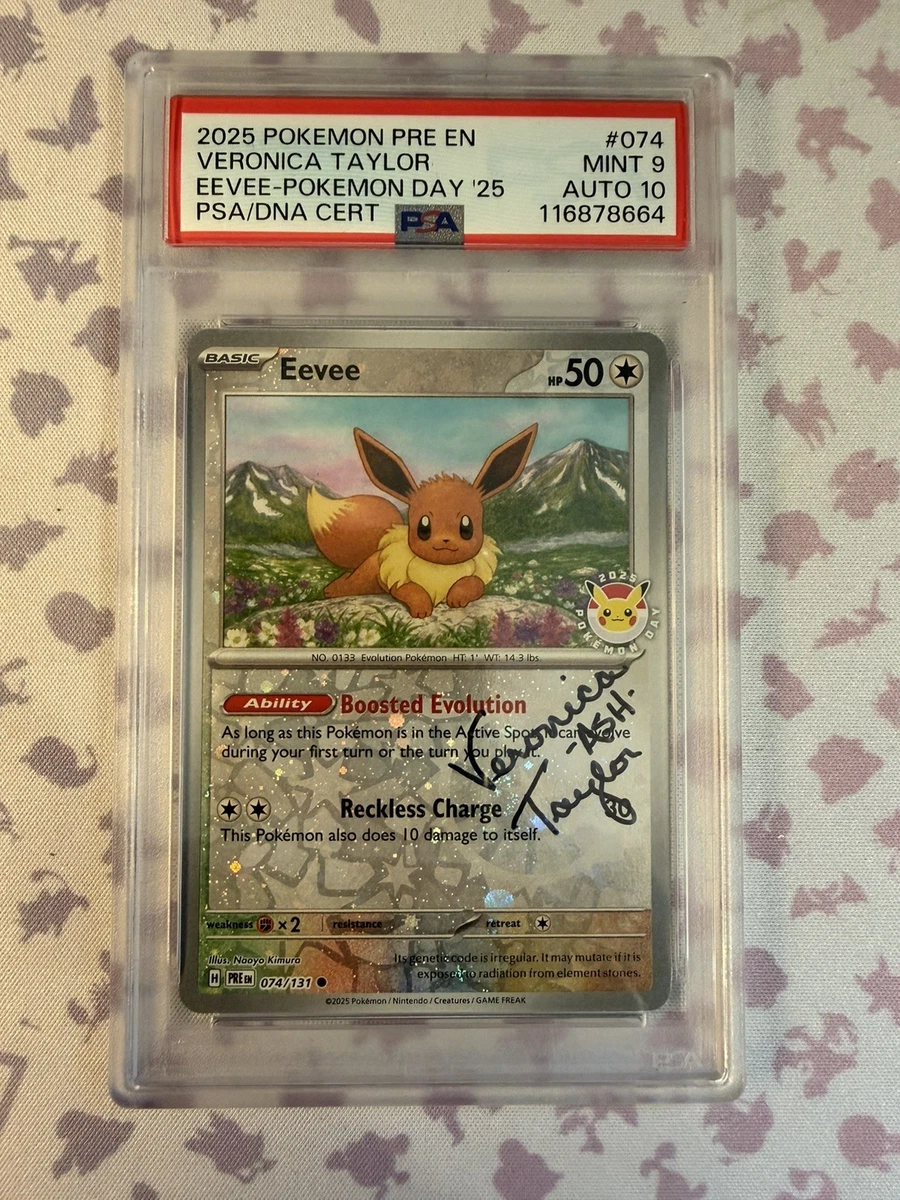 2025 POKEMON PRE EN #074
VERONICA TAYLOR MINT 9
EEVEE-POKEMON DAY '25 AUTO 10
PSA/DNA CERT PSA 116878664
BASIC Eevee HP 50
2025 POKÉMON DAY
NO. 0133 Evolution Pokémon HT: 1' WT: 14.3 lbs.
Ability Boosted Evolution
As long as this Pokémon is in the Active Spot, it can evolve
during your first turn or the turn you play it.
Veronica
-ASH-
Taylor
Reckless Charge
This Pokémon also does 10 damage to itself.
weakness ×2 resistance retreat
Illus. Naoyo Kimura
Its genetic code is irregular. It may mutate if it is
exposed to radiation from element stones.
H PRE EN 074/131
©2025 Pokémon / Nintendo / Creatures / GAME FREAK
PSA